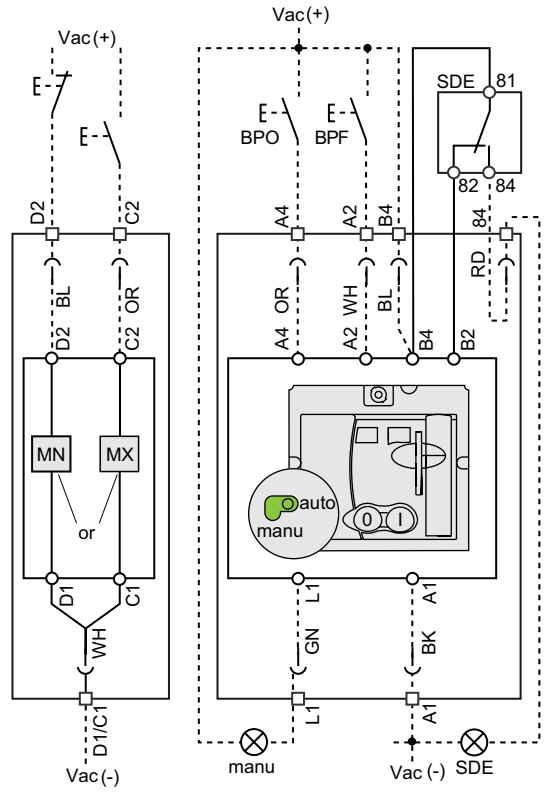 Vac(+)
Vac(+)
SDE
81
BPO
BPF
82
84
D2
C2
A4
A2
B4
84
BL
OR
OR
WH
BL
RD
D2
C2
A4
A2
B4
B2
MN
MX
or
auto
manu
0
I
D1
C1
L1
A1
WH
GN
BK
D1/C1
L1
A1
Vac(-)
manu
Vac(-)
SDE